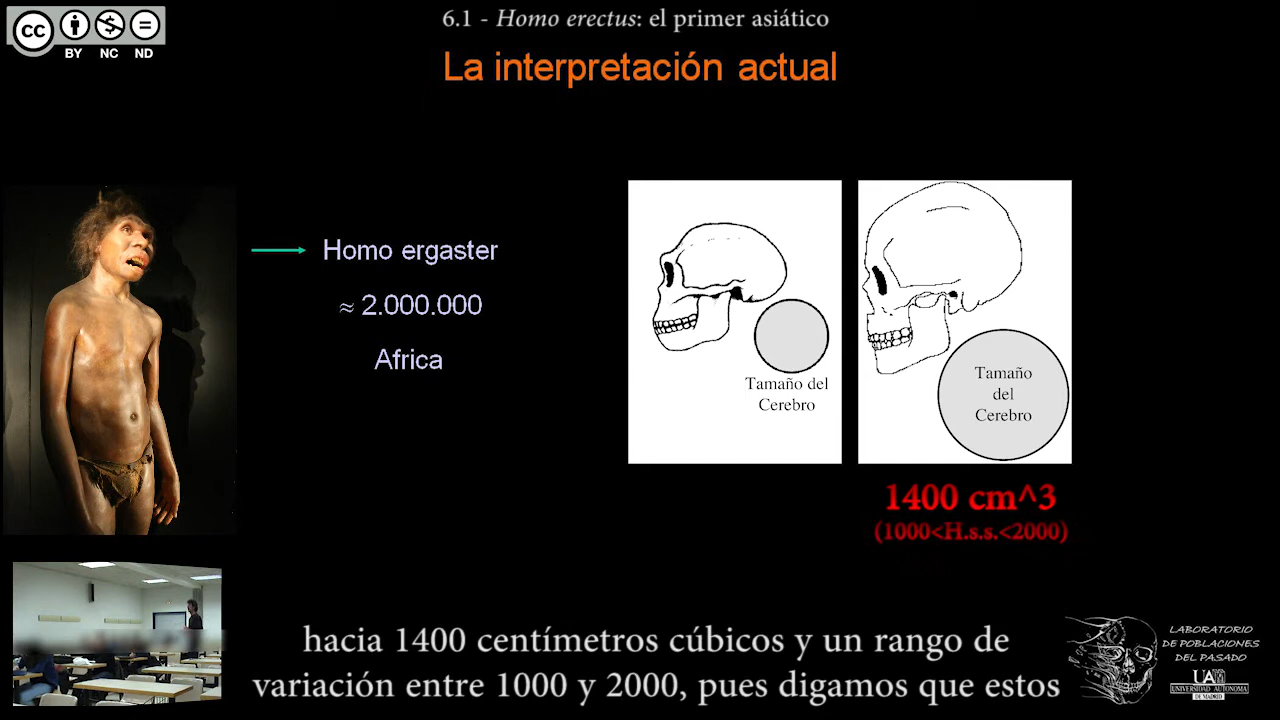 cc
BY NC ND
6.1 - Homo erectus: el primer asiático
La interpretación actual
Homo ergaster
≈ 2.000.000
Africa
Tamaño del
Cerebro
Tamaño
del
Cerebro
1400 cm^3
(1000<H.s.s.<2000)
hacia 1400 centímetros cúbicos y un rango de
variación entre 1000 y 2000, pues digamos que estos
LABORATORIO
DE POBLACIONES
DEL PASADO
UAM
UNIVERSIDAD AUTONOMA
DE MADRID